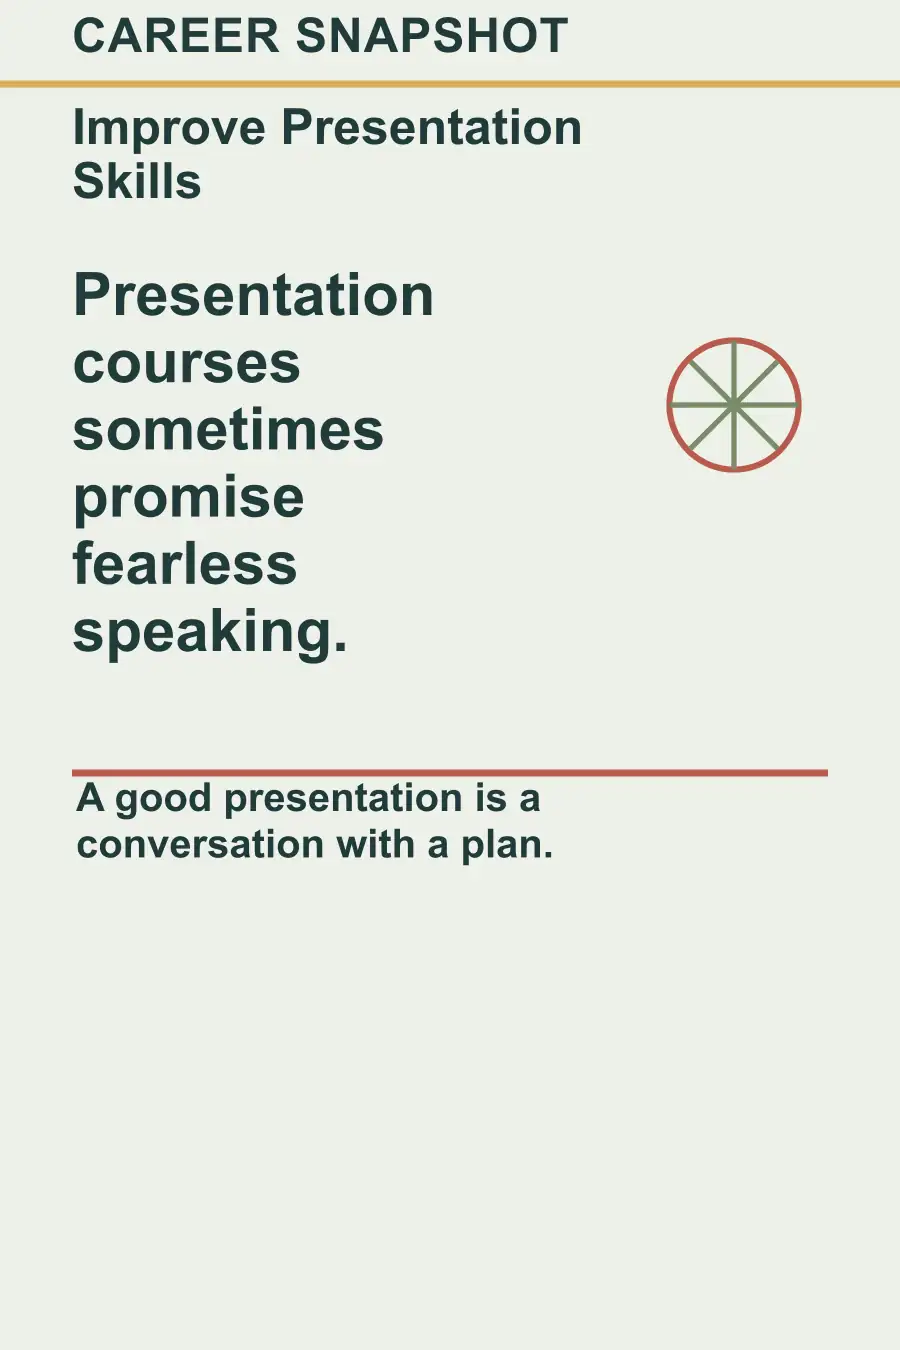 CAREER SNAPSHOT
Improve Presentation
Skills
Presentation
courses
sometimes
promise
fearless
speaking.
A good presentation is a
conversation with a plan.